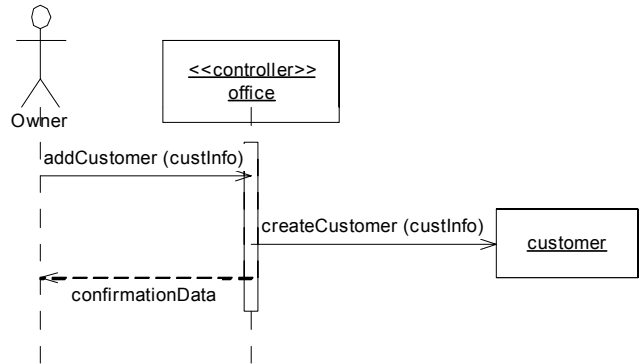 <<controller>>
office
Owner
addCustomer (custInfo)
createCustomer (custInfo)
customer
confirmationData